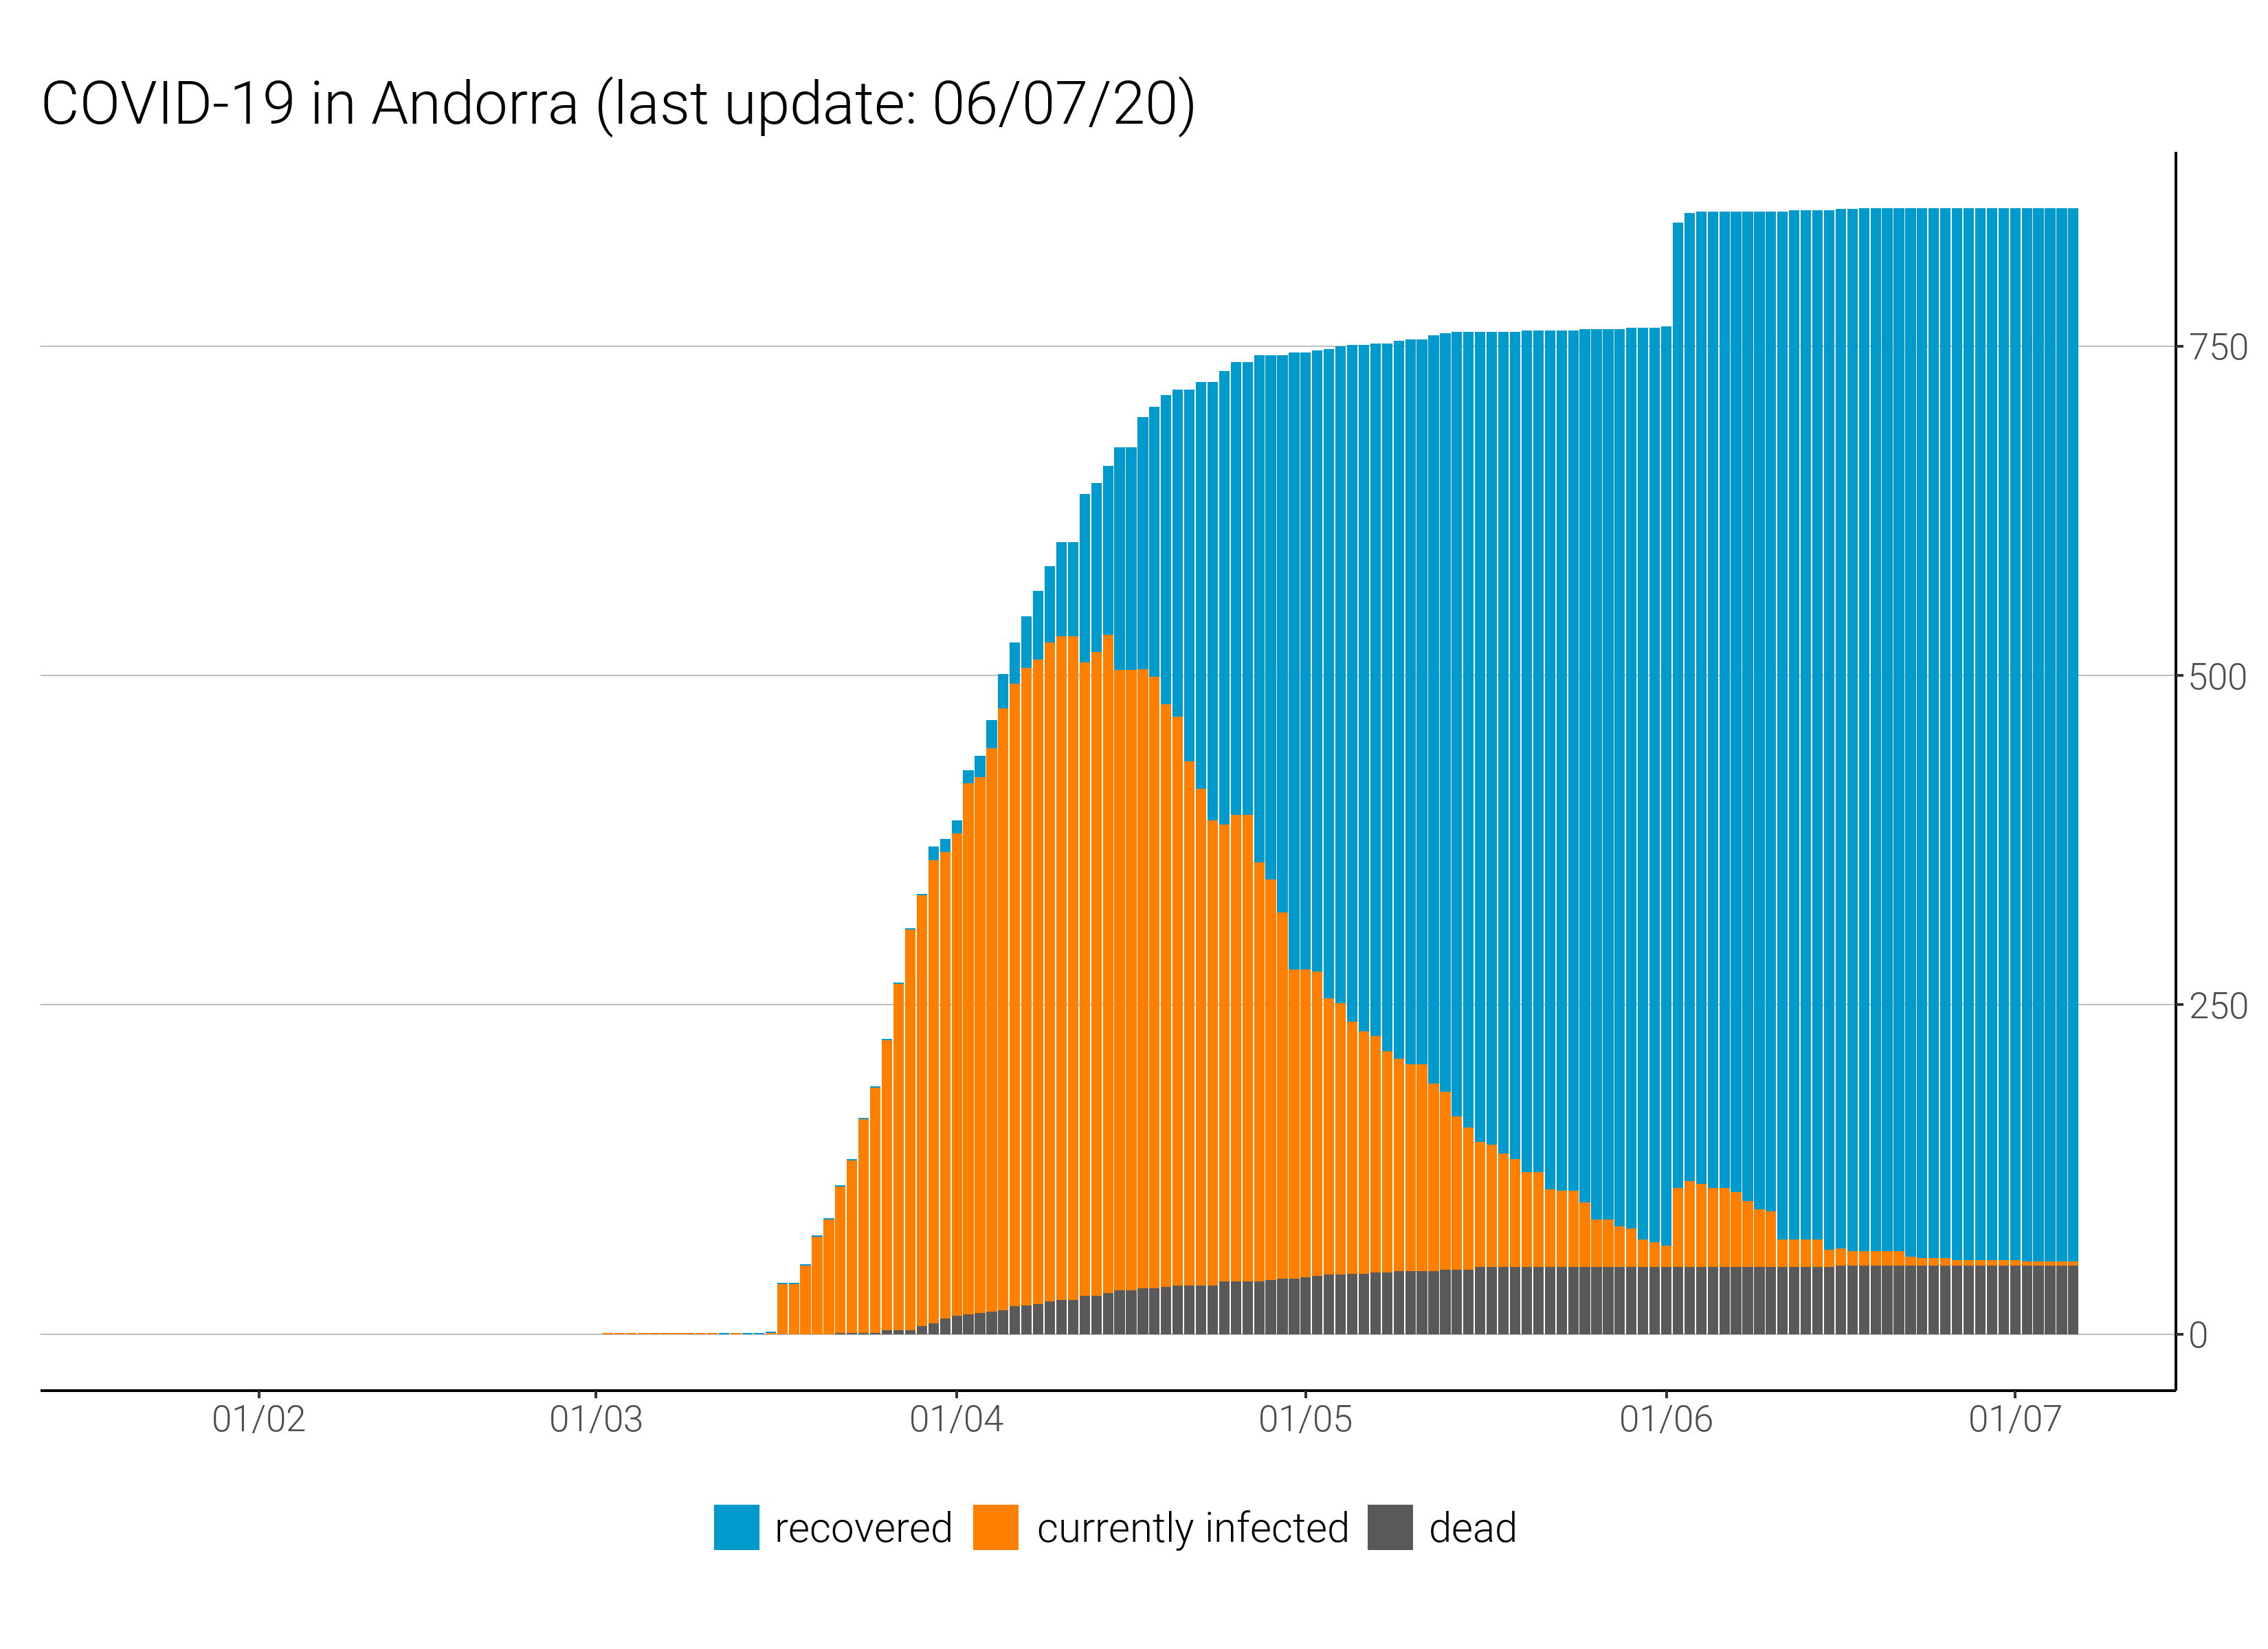 COVID-19 in Andorra (last update: 06/07/20)
750
500
250
0
01/02 01/03 01/04 01/05 01/06 01/07
recovered currently infected dead